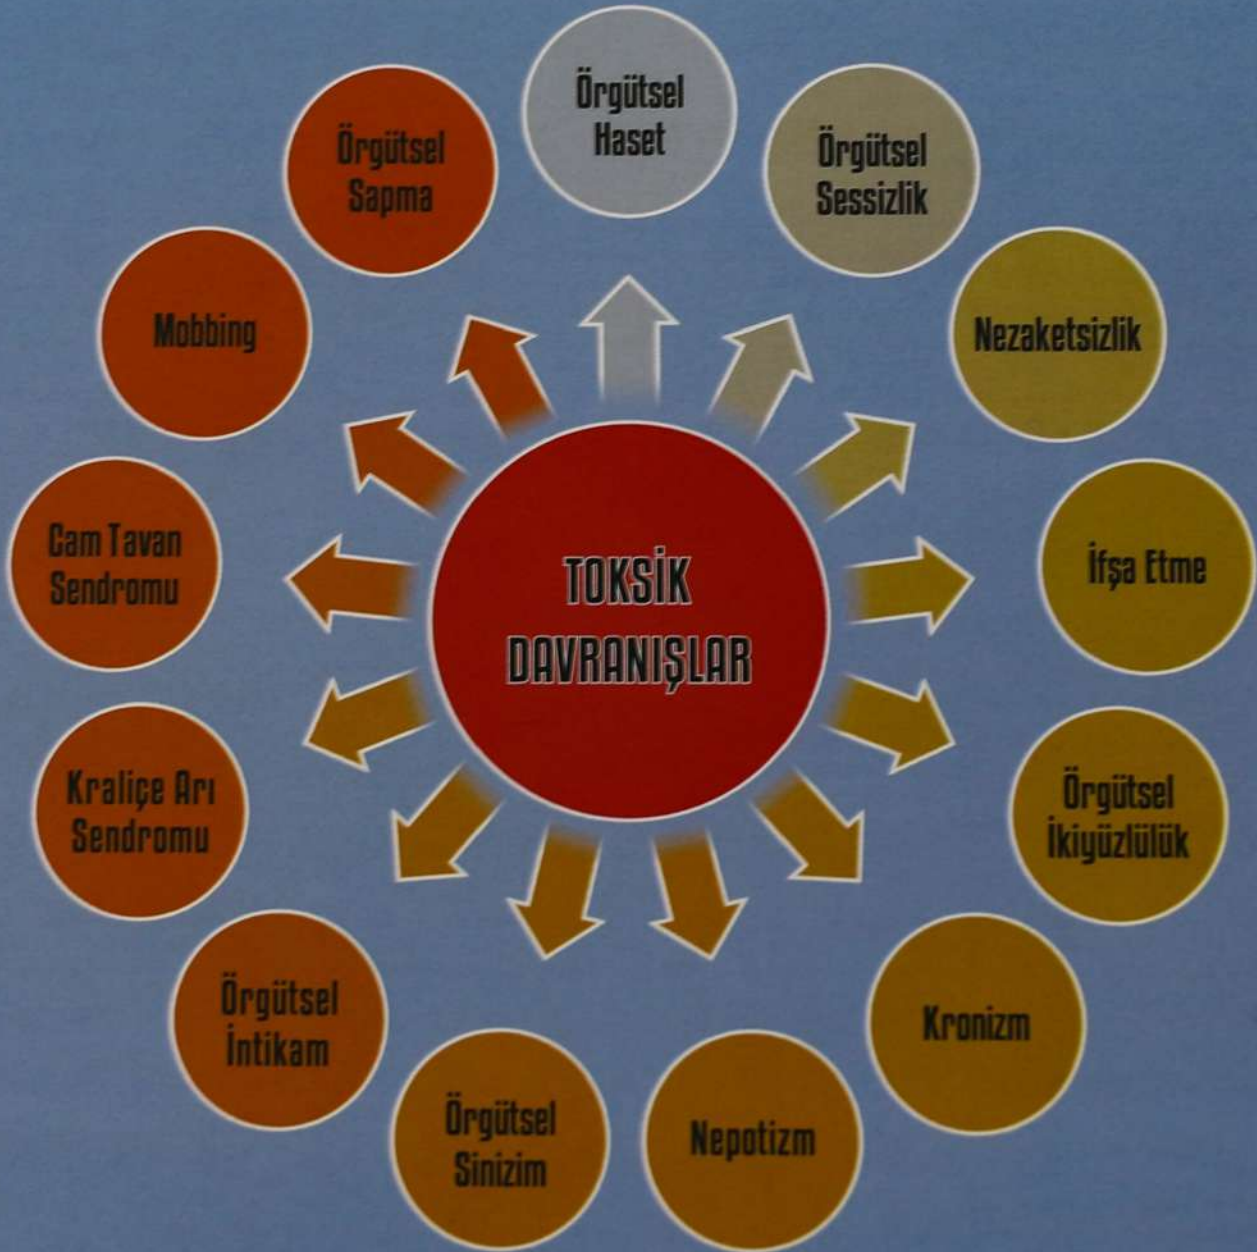 Örgütsel
Haset
Örgütsel
Sessizlik
Nezaketsizlik
İfşa Etme
Örgütsel
İkiyüzlülük
Kronizm
Nepotizm
Örgütsel
Sinizim
Örgütsel
İntikam
Kraliçe Arı
Sendromu
Cam Tavan
Sendromu
Mobbing
Örgütsel
Sapma
TOKSİK
DAVRANIŞLAR